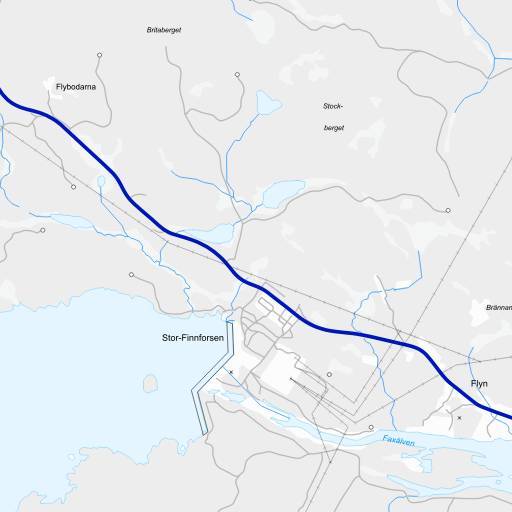 Britaberget
Flybodarna
Stock-
berget
Brännan
Stor-Finnforsen
Flyn
Faxälven